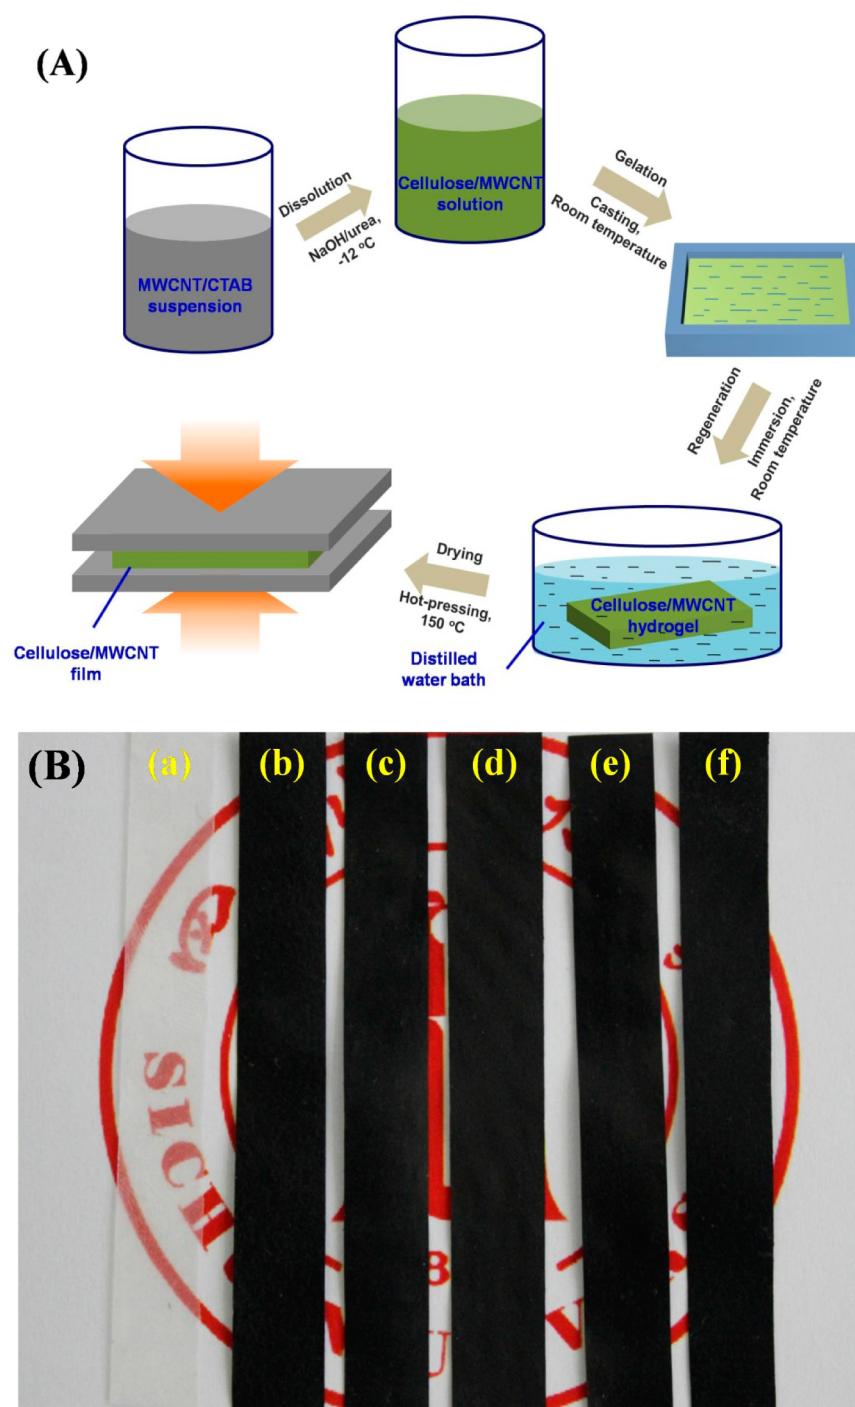 (A)
MWCNT/CTAB
suspension
Dissolution
NaOH/urea,
-12 °C
Cellulose/MWCNT
solution
Gelation
Casting,
Room temperature
Regeneration
Immersion,
Room temperature
Cellulose/MWCNT
hydrogel
Distilled
water bath
Drying
Hot-pressing,
150 °C
Cellulose/MWCNT
film
(B)
(a)
(b)
(c)
(d)
(e)
(f)
SICH
8
U
V